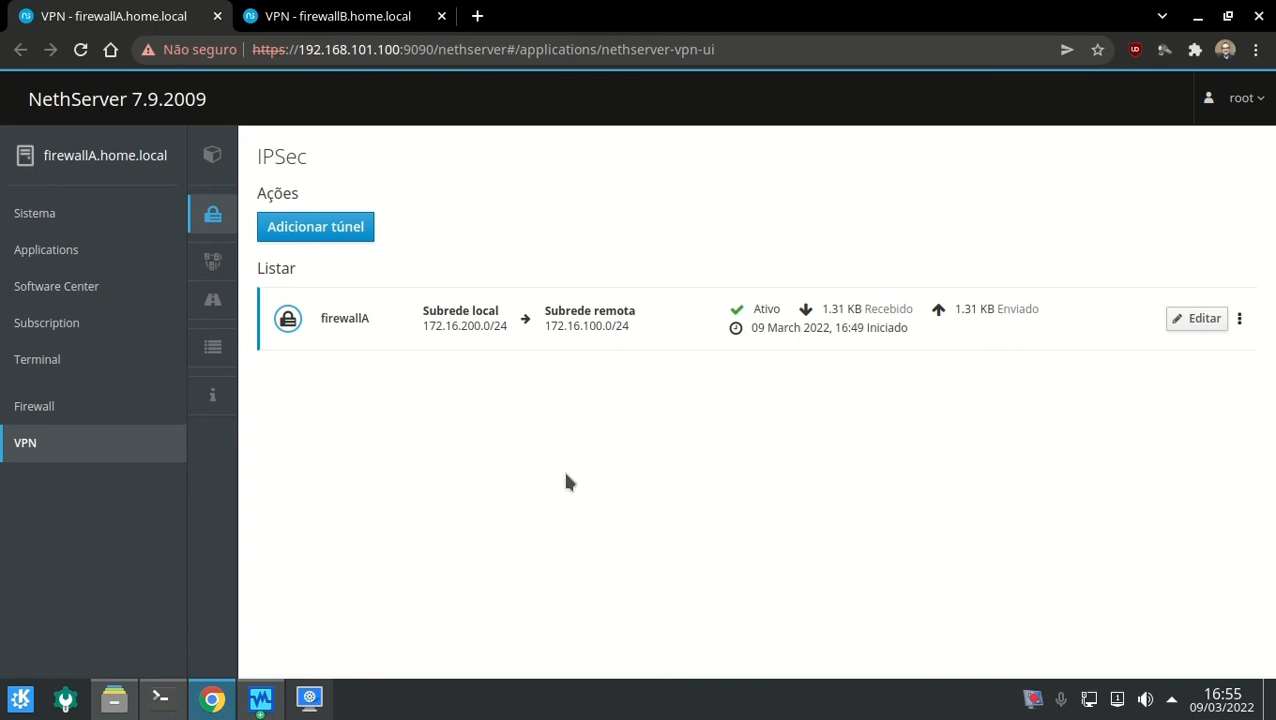 VPN - firewallA.home.local
VPN - firewallB.home.local
Não seguro https://192.168.101.100:9090/nethserver#/applications/nethserver-vpn-ui
NethServer 7.9.2009
root
firewallA.home.local
Sistema
Applications
Software Center
Subscription
Terminal
Firewall
VPN
IPSec
Ações
Adicionar túnel
Listar
firewallA
Subrede local
172.16.200.0/24
Subrede remota
172.16.100.0/24
Ativo 1.31 KB Recebido 1.31 KB Enviado
09 March 2022, 16:49 Iniciado
Editar
16:55
09/03/2022